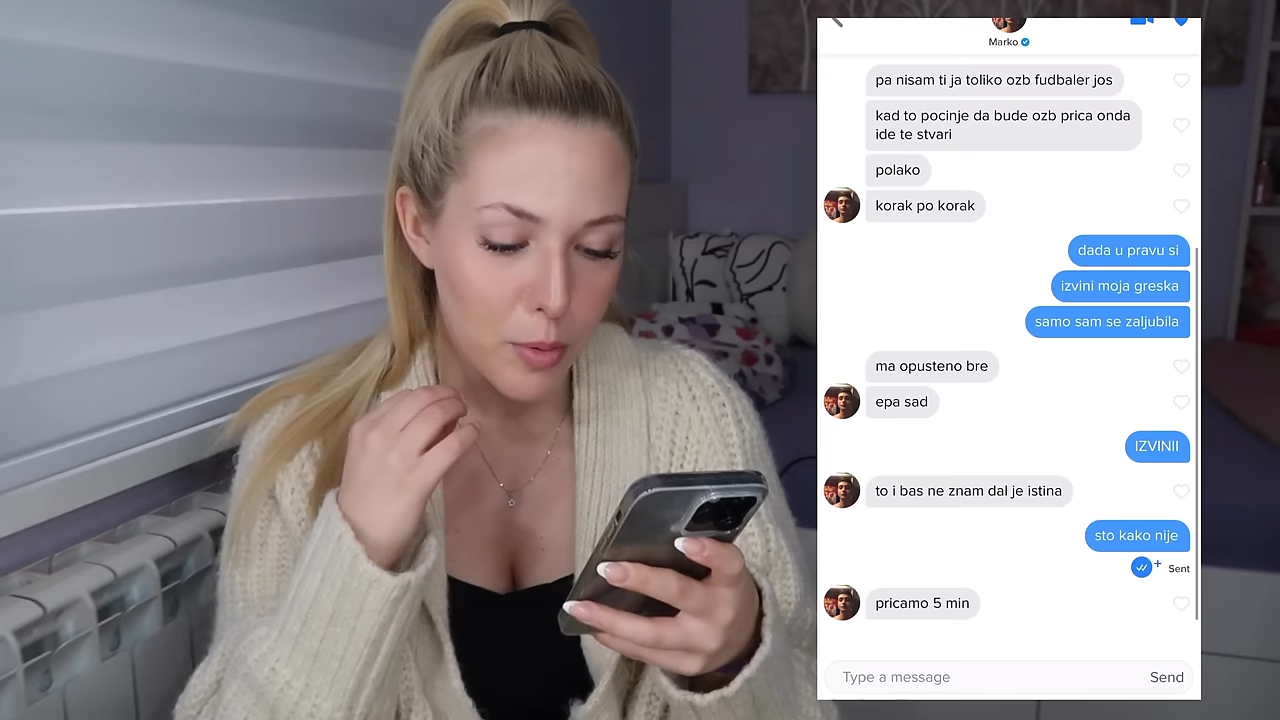 Marko
pa nisam ti ja toliko ozb fudbaler jos
kad to pocinje da bude ozb prica onda
ide te stvari
polako
korak po korak
dada u pravu si
izvini moja greska
samo sam se zaljubila
ma opusteno bre
epa sad
IZVINII
to i bas ne znam dal je istina
sto kako nije
Sent
pricamo 5 min
Type a message
Send